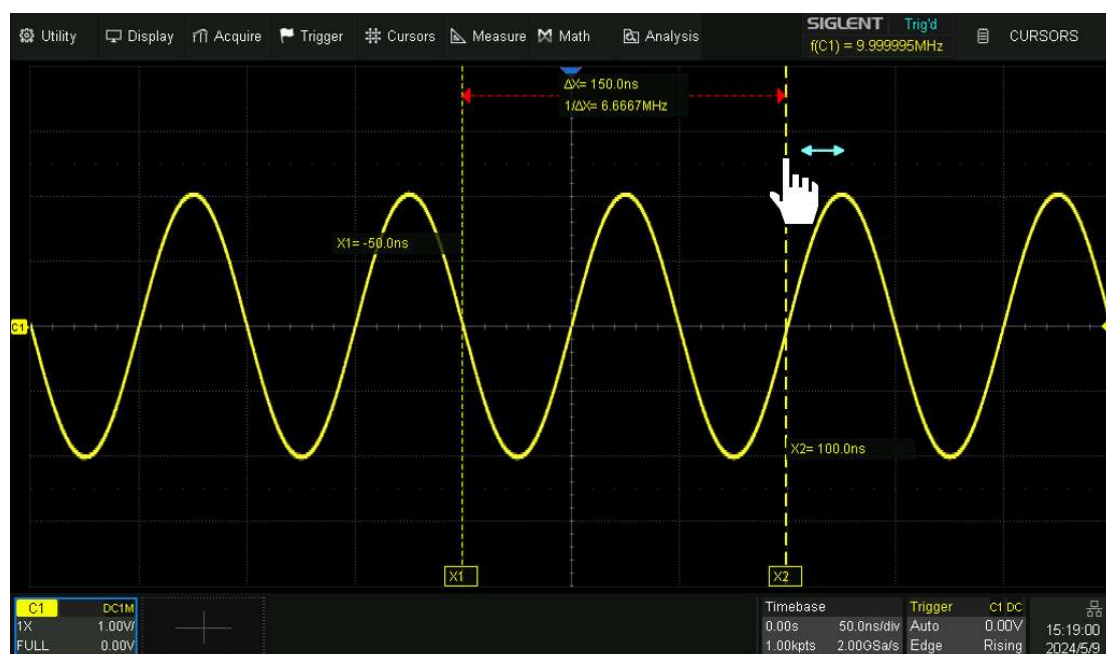 Utility Display Acquire Trigger Cursors Measure Math Analysis
SIGLENT Trig'd
f(C1) = 9.999995MHz
CURSORS
ΔX= 150.0ns
1/ΔX= 6.6667MHz
X1= -50.0ns
C1
X2= 100.0ns
X1 X2
C1 DC1M
1X 1.00V/
FULL 0.00V
Timebase
0.00s 50.0ns/div
1.00kpts 2.00GSa/s
Trigger C1 DC
Auto 0.00V
Edge Rising
15:19:00
2024/5/9